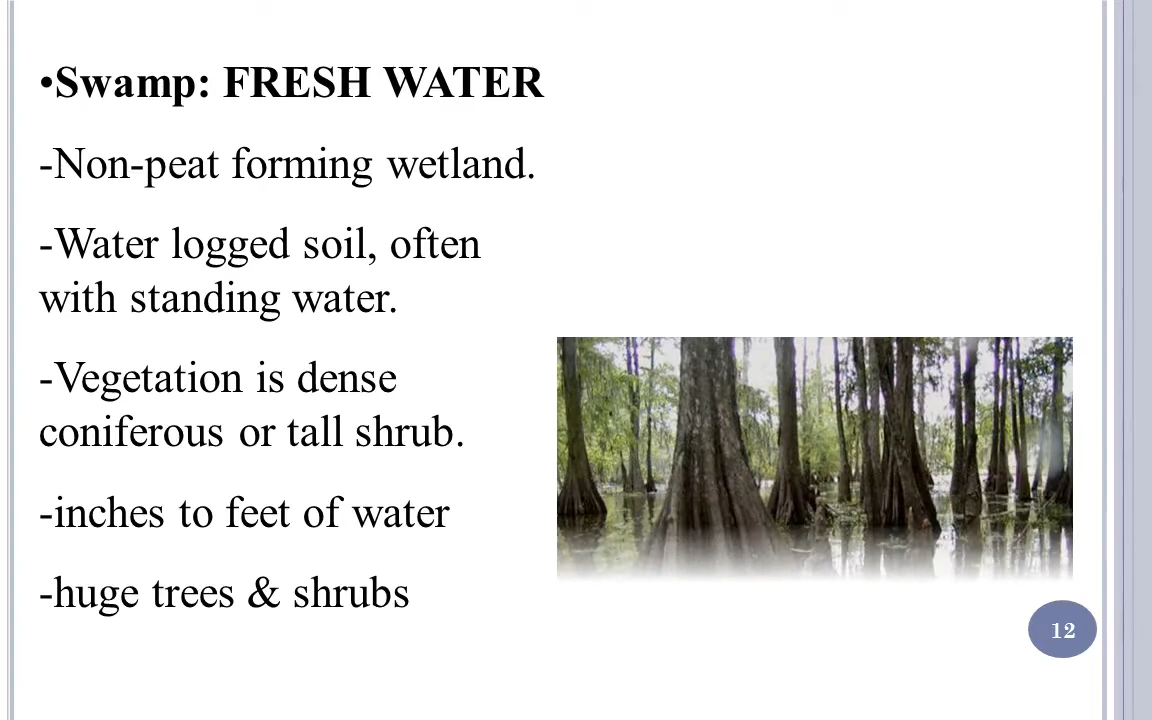 •Swamp: FRESH WATER
-Non-peat forming wetland.
-Water logged soil, often
with standing water.
-Vegetation is dense
coniferous or tall shrub.
-inches to feet of water
-huge trees & shrubs
12